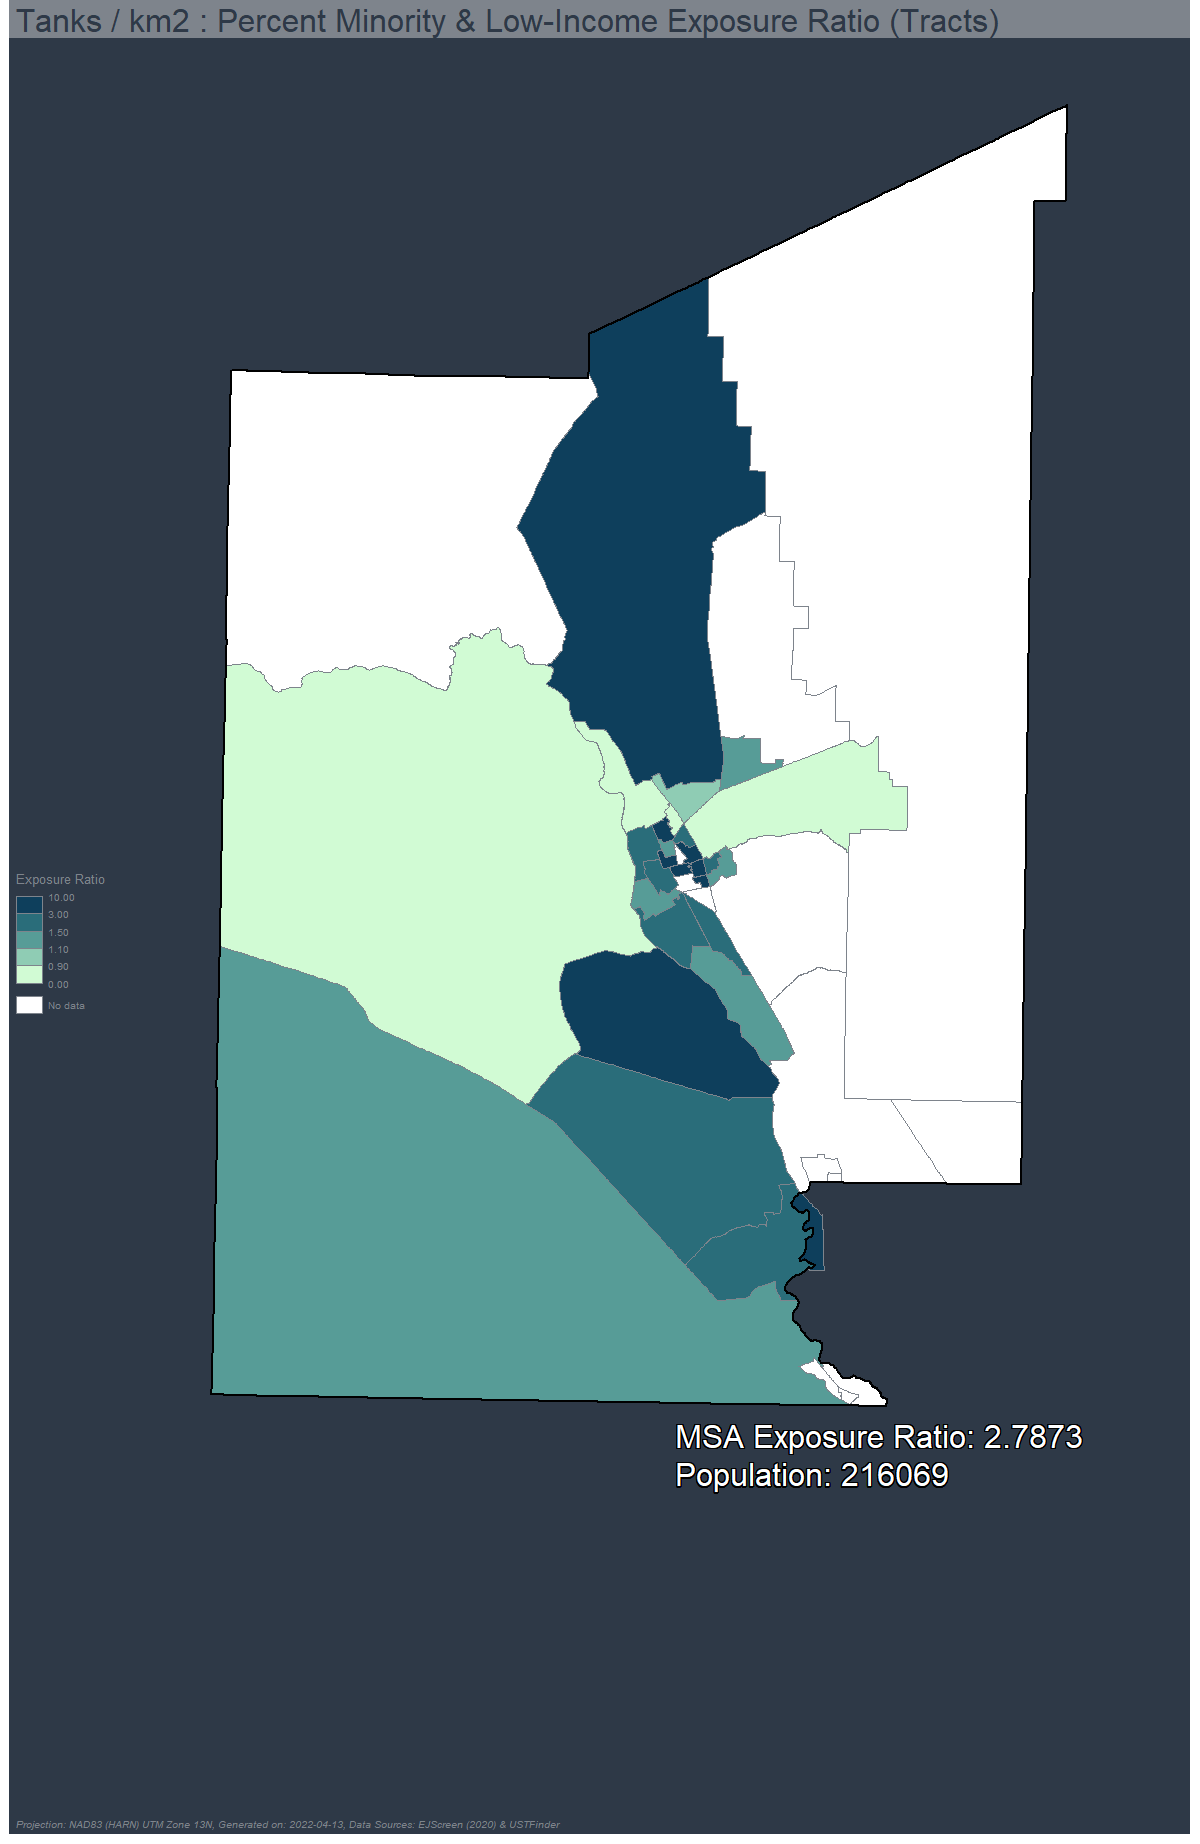 Tanks / km2 : Percent Minority & Low-Income Exposure Ratio (Tracts)
Exposure Ratio
10.00
3.00
1.50
1.10
0.90
0.00
No data
MSA Exposure Ratio: 2.7873
Population: 216069
Projection: NAD83 (HARN) UTM Zone 13N, Generated on: 2022-04-13, Data Sources: EJScreen (2020) & USTFinder